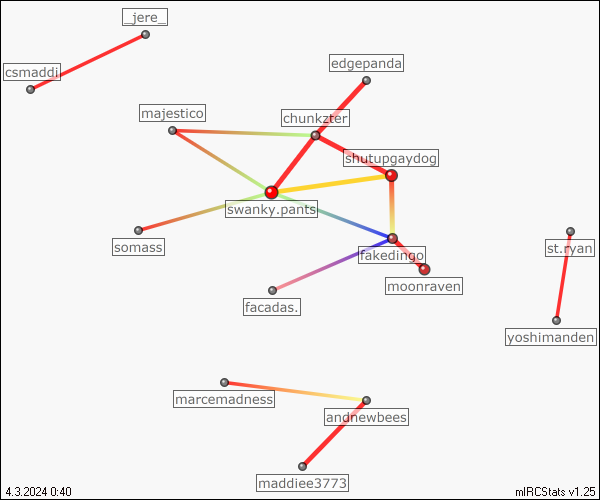 _jere_
csmaddi
edgepanda
majestico
chunkzter
shutupgaydog
swanky.pants
somass
st.ryan
fakedingo
moonraven
facadas.
yoshimanden
marcemadness
andnewbees
maddiee3773
4.3.2024 0:40
mIRCStats v1.25